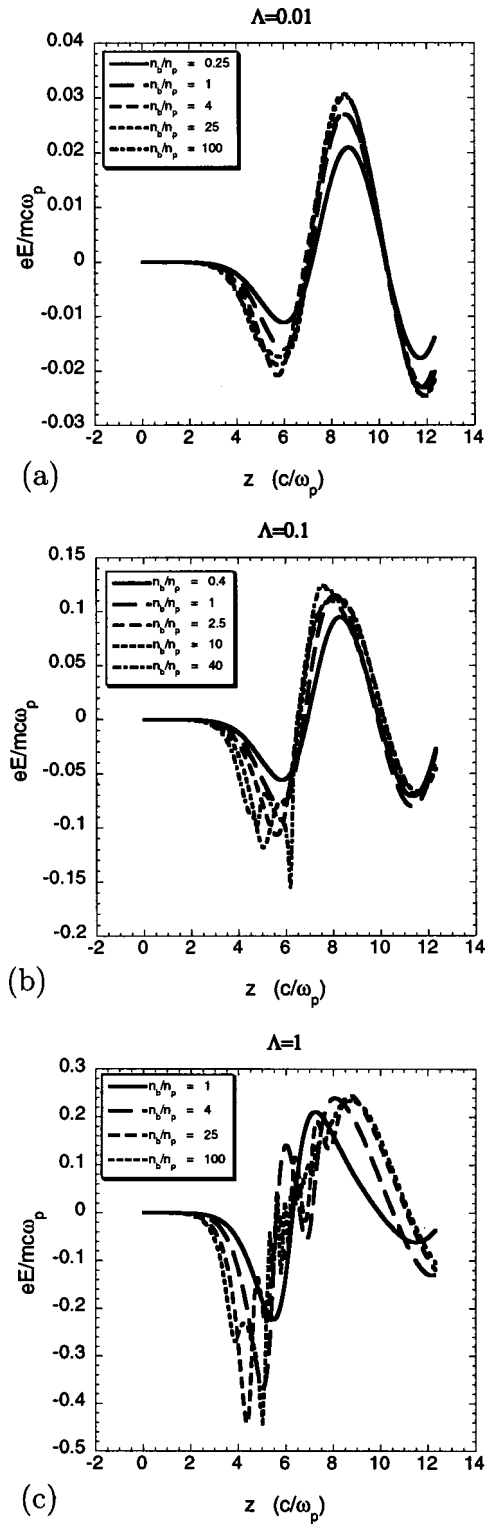 Λ=0.01
0.04
0.03
0.02
0.01
0
-0.01
-0.02
-0.03
eE/mcω_p
n_b/n_p = 0.25
n_b/n_p = 1
n_b/n_p = 4
n_b/n_p = 25
n_b/n_p = 100
-2 0 2 4 6 8 10 12 14
z (c/ω_p)
(a)
Λ=0.1
0.15
0.1
0.05
0
-0.05
-0.1
-0.15
-0.2
eE/mcω_p
n_b/n_p = 0.4
n_b/n_p = 1
n_b/n_p = 2.5
n_b/n_p = 10
n_b/n_p = 40
-2 0 2 4 6 8 10 12 14
z (c/ω_p)
(b)
Λ=1
0.3
0.2
0.1
0
-0.1
-0.2
-0.3
-0.4
-0.5
eE/mcω_p
n_b/n_p = 1
n_b/n_p = 4
n_b/n_p = 25
n_b/n_p = 100
-2 0 2 4 6 8 10 12 14
z (c/ω_p)
(c)